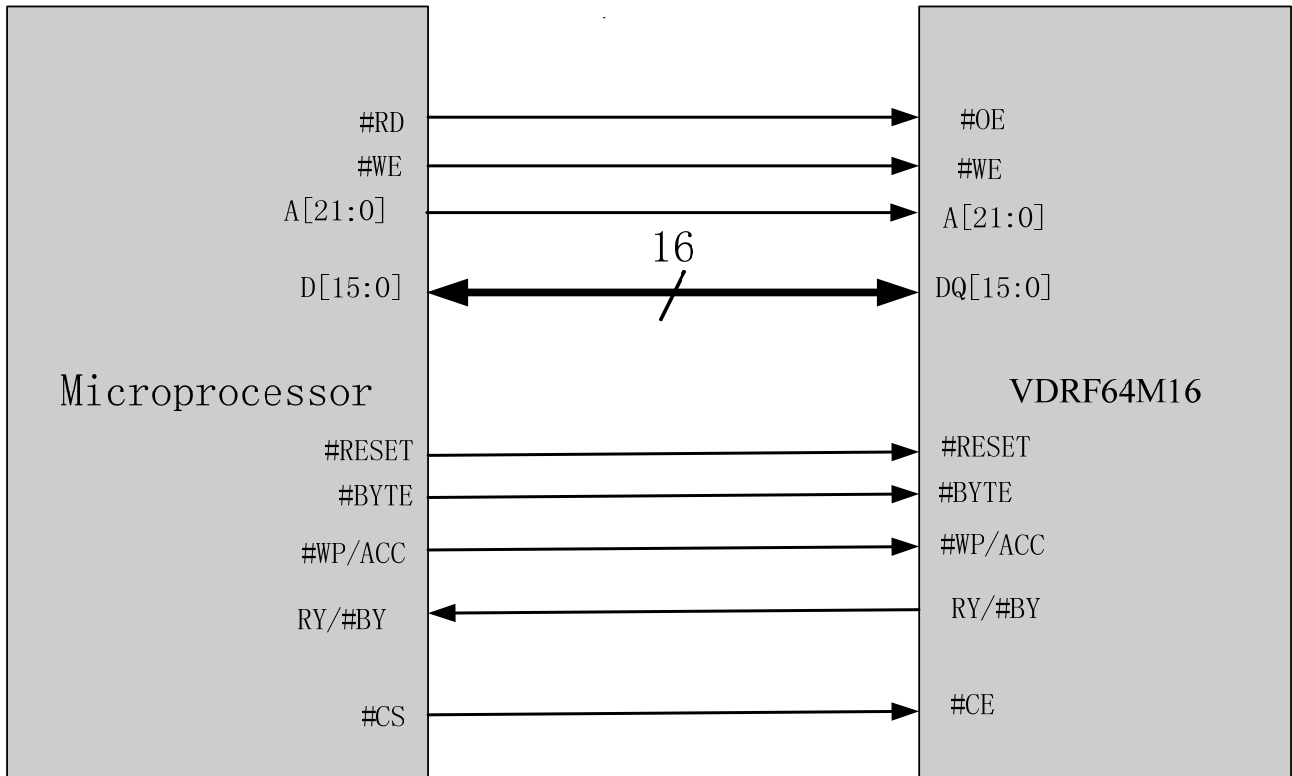 #RD #OE
#WE #WE
A[21:0] A[21:0]
16
D[15:0] DQ[15:0]
Microprocessor VDRF64M16
#RESET #RESET
#BYTE #BYTE
#WP/ACC #WP/ACC
RY/#BY RY/#BY
#CS #CE